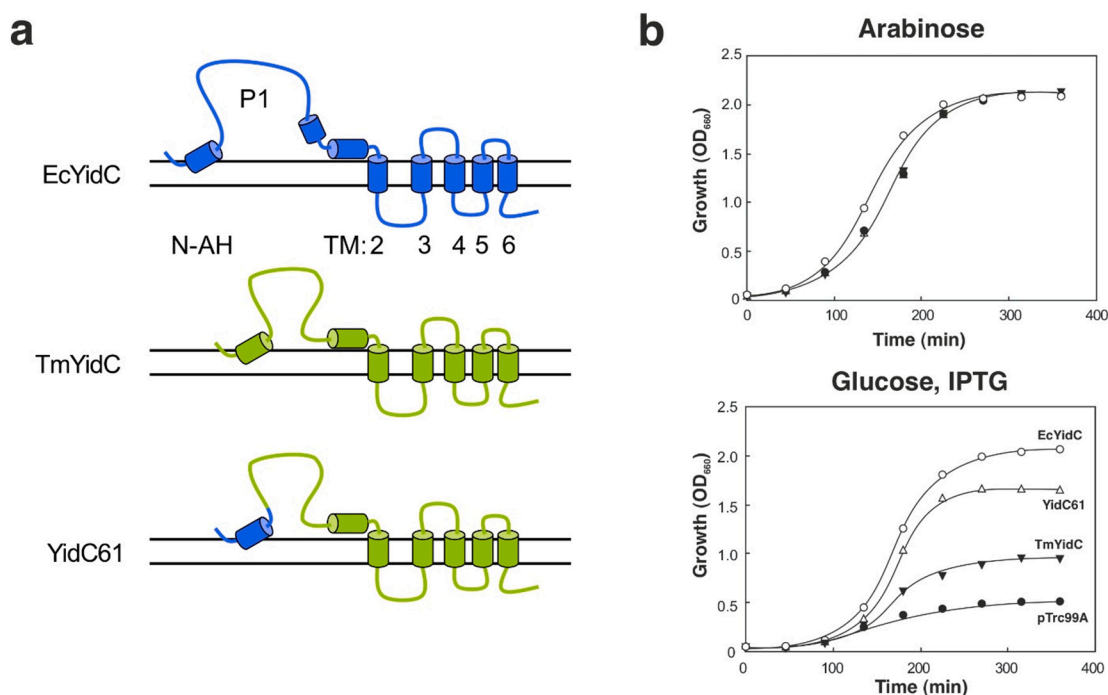 a
P1
EcYidC
N-AH TM: 2 3 4 5 6
TmYidC
YidC61
b
Arabinose
Growth (OD660)
2.5
2.0
1.5
1.0
0.5
0
0 100 200 300 400
Time (min)
Glucose, IPTG
Growth (OD660)
2.5
2.0
1.5
1.0
0.5
0
EcYidC
YidC61
TmYidC
pTrc99A
0 100 200 300 400
Time (min)